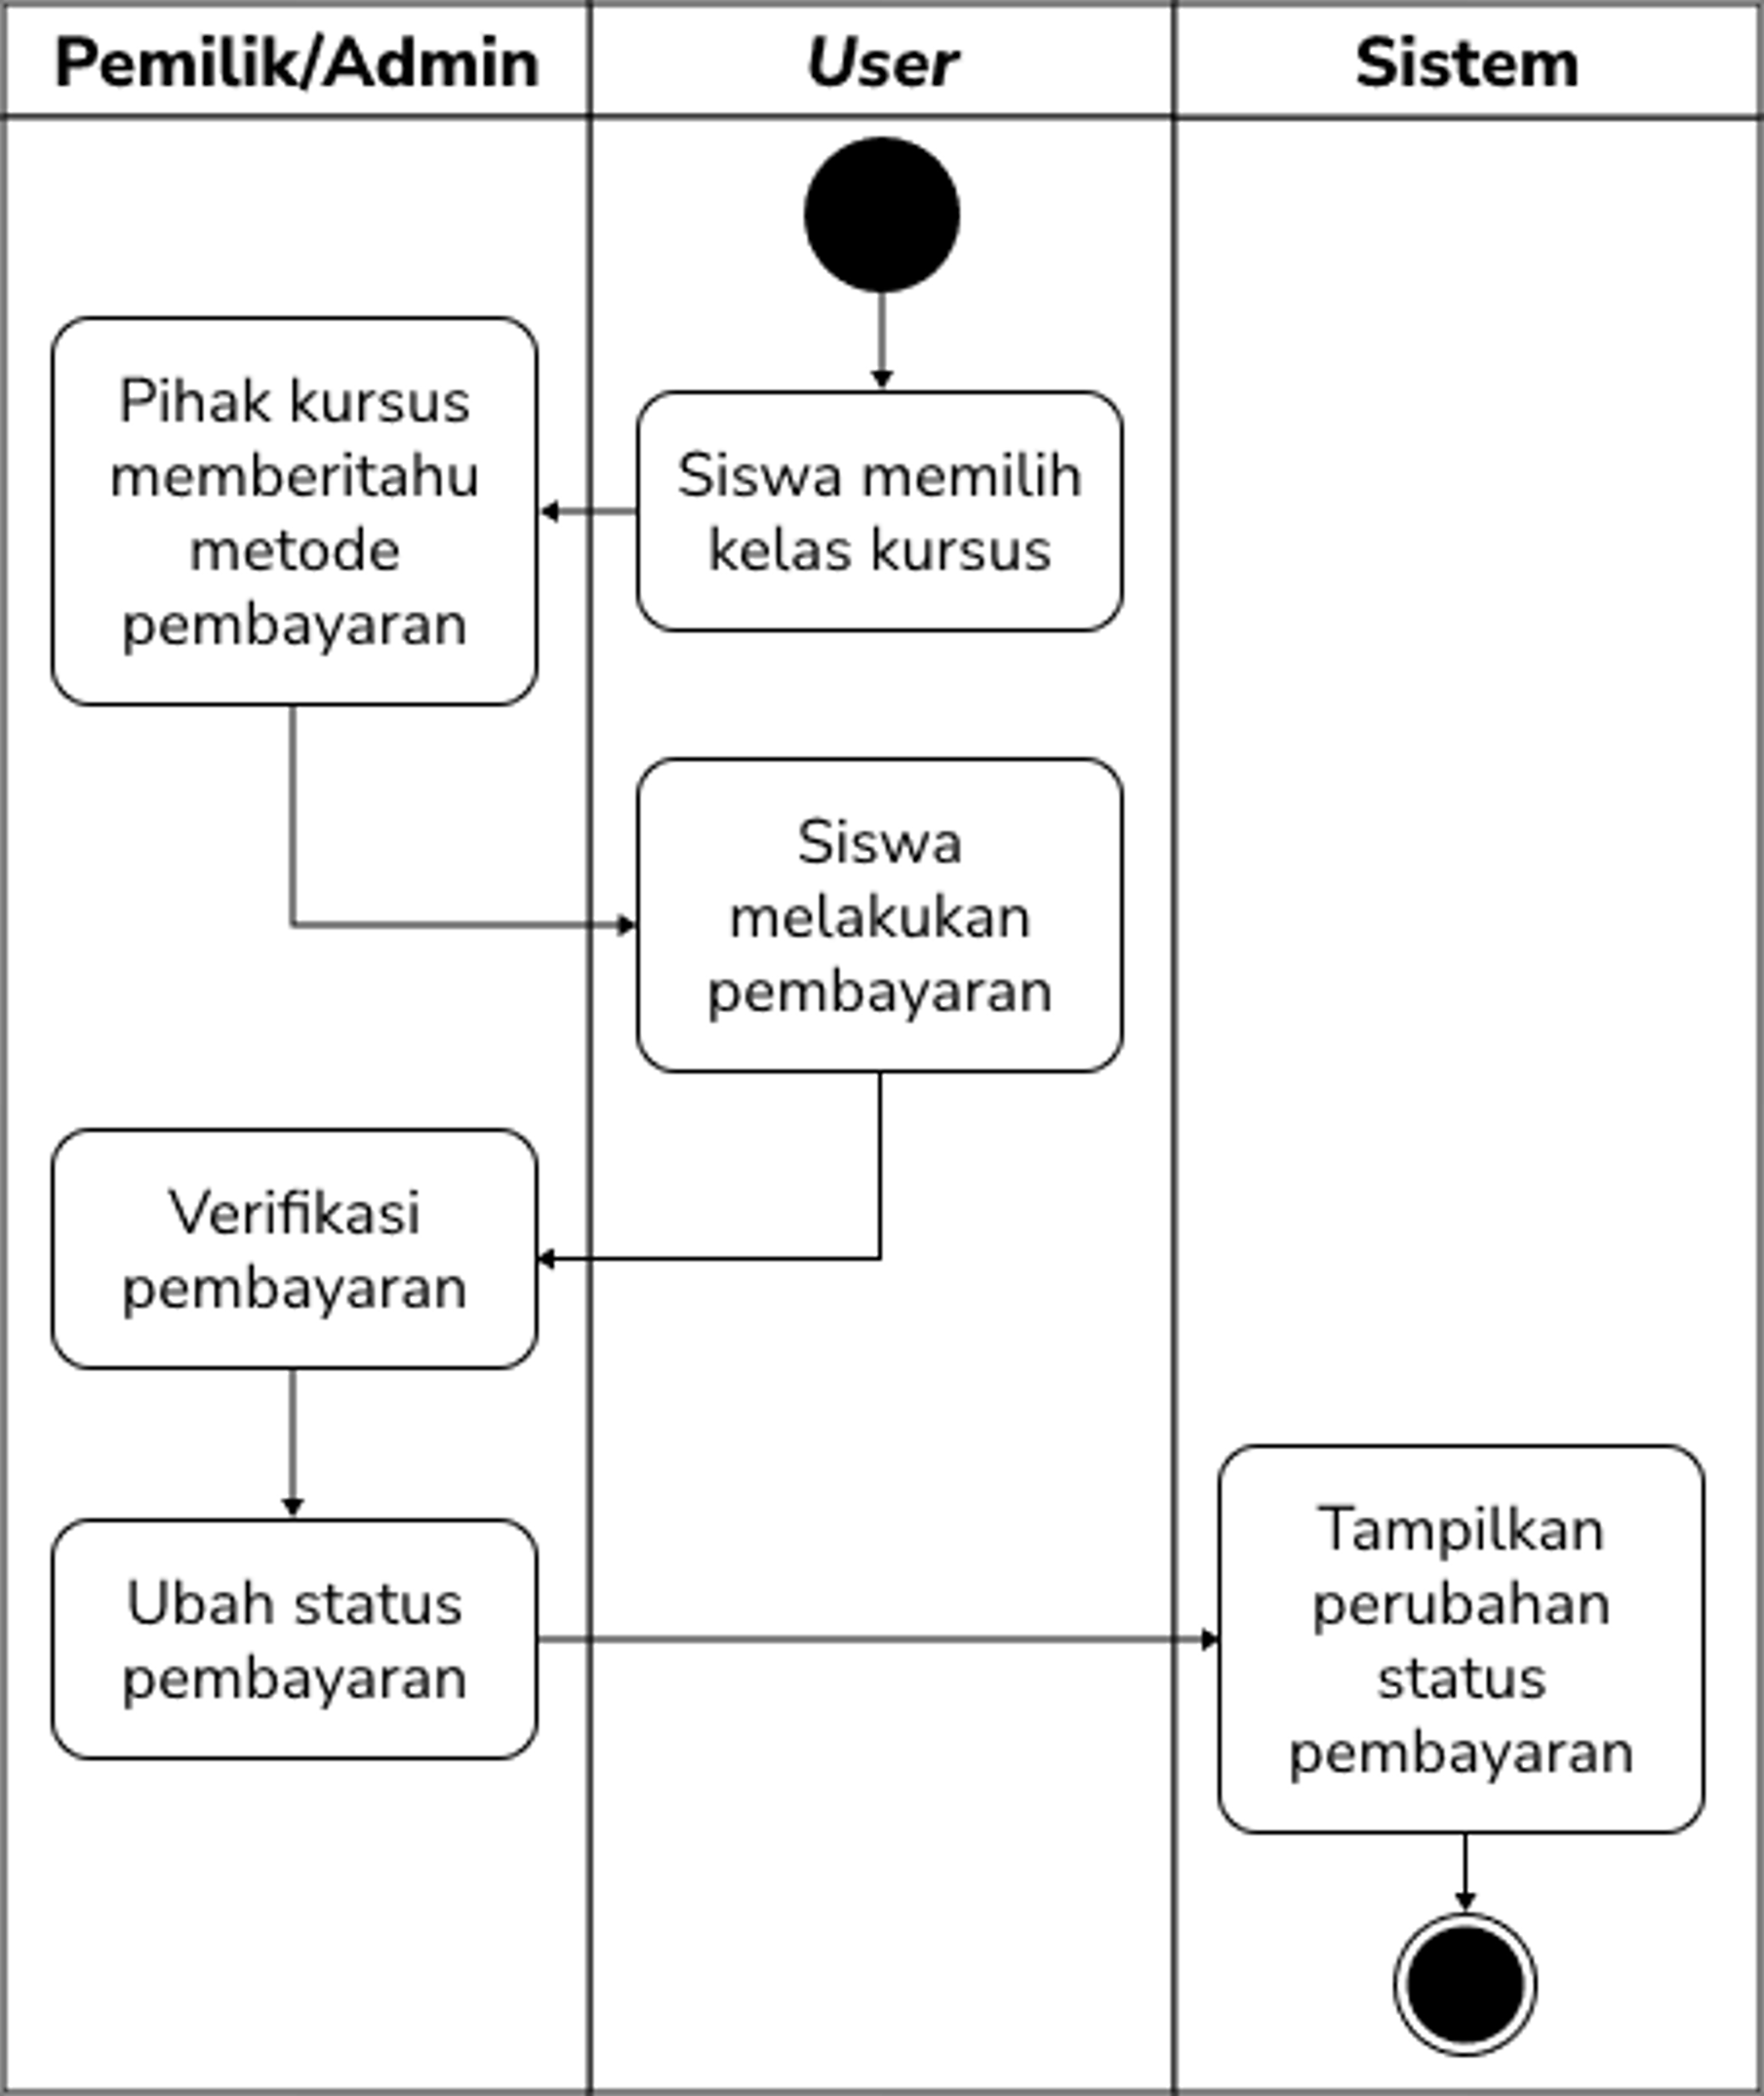 Pemilik/Admin
User
Sistem
Siswa memilih
kelas kursus
Pihak kursus
memberitahu
metode
pembayaran
Siswa
melakukan
pembayaran
Verifikasi
pembayaran
Ubah status
pembayaran
Tampilkan
perubahan
status
pembayaran